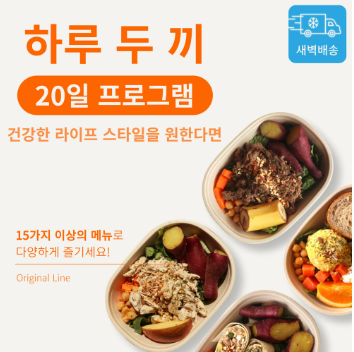 하루 두 끼
새벽배송
20일 프로그램
건강한 라이프 스타일을 원한다면
15가지 이상의 메뉴로
다양하게 즐기세요!
Original Line